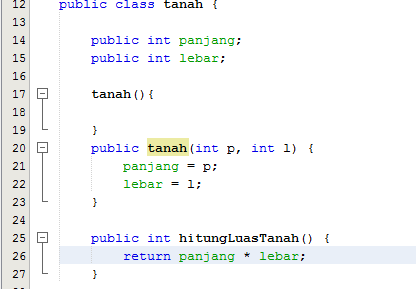 12 public class tanah {
13
14 public int panjang;
15 public int lebar;
16
17 tanah(){
18
19 }
20 public tanah(int p, int l) {
21 panjang = p;
22 lebar = l;
23 }
24
25 public int hitungLuasTanah() {
26 return panjang * lebar;
27 }